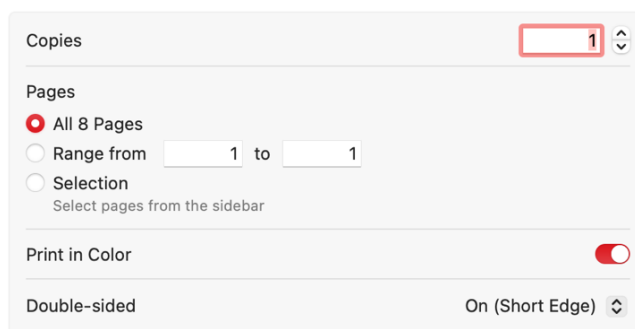 Copies 1
Pages
All 8 Pages
Range from 1 to 1
Selection
Select pages from the sidebar
Print in Color
Double-sided On (Short Edge)